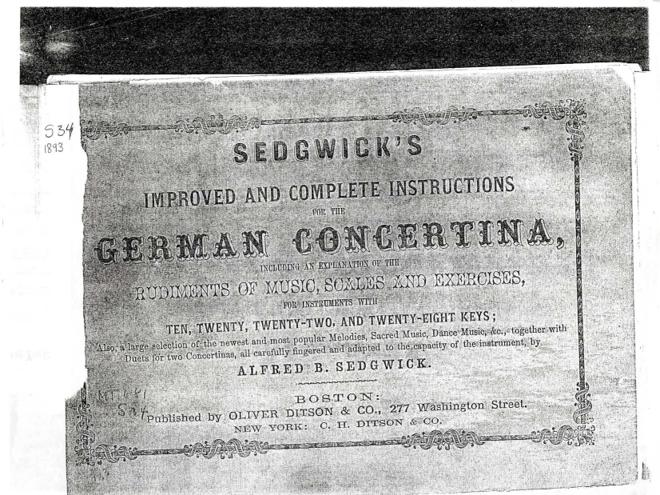 S34
1893
SEDGWICK'S
IMPROVED AND COMPLETE INSTRUCTIONS
FOR THE
GERMAN CONCERTINA,
INCLUDING AN EXPLANATION OF THE
RUDIMENTS OF MUSIC, SCALES AND EXERCISES,
FOR INSTRUMENTS WITH
TEN, TWENTY, TWENTY-TWO, AND TWENTY-EIGHT KEYS;
Also, a large selection of the newest and most popular Melodies, Sacred Music, Dance Music, &c., together with
Duets for two Concertinas, all carefully fingered and adapted to the capacity of the instrument, by
ALFRED B. SEDGWICK.
BOSTON:
Published by OLIVER DITSON & CO., 277 Washington Street.
NEW YORK: C. H. DITSON & CO.